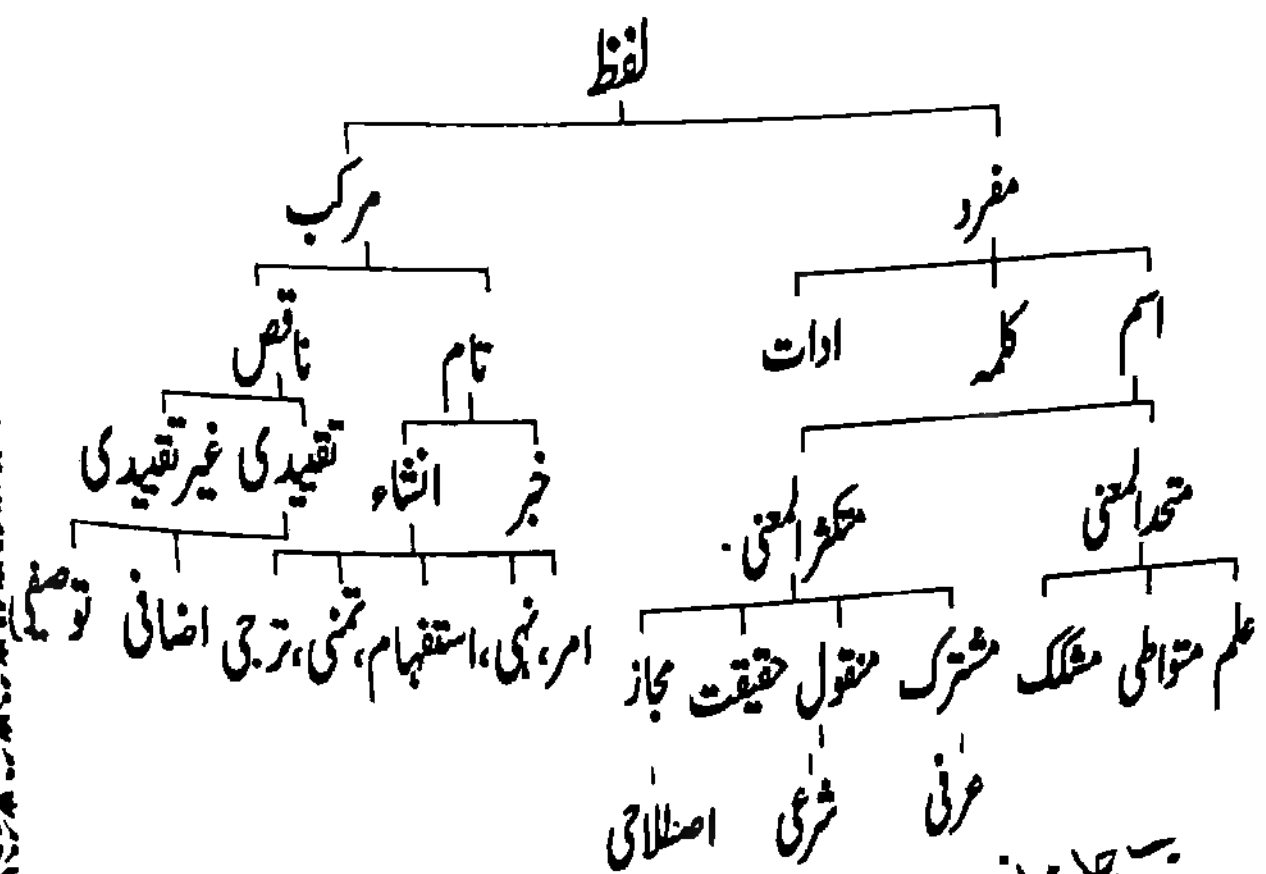 لفظ
مفرد مرکب
اسم کلمہ ادات تام ناقص
متحد المعنی متکثر المعنی خبر انشاء تقییدی غیر تقییدی
علم متواطی مشکک مشترک منقول حقیقت مجاز امر، نہی، استفہام، تمنی، ترجی اضافی توصیفی
عرفی شرعی اصطلاحی